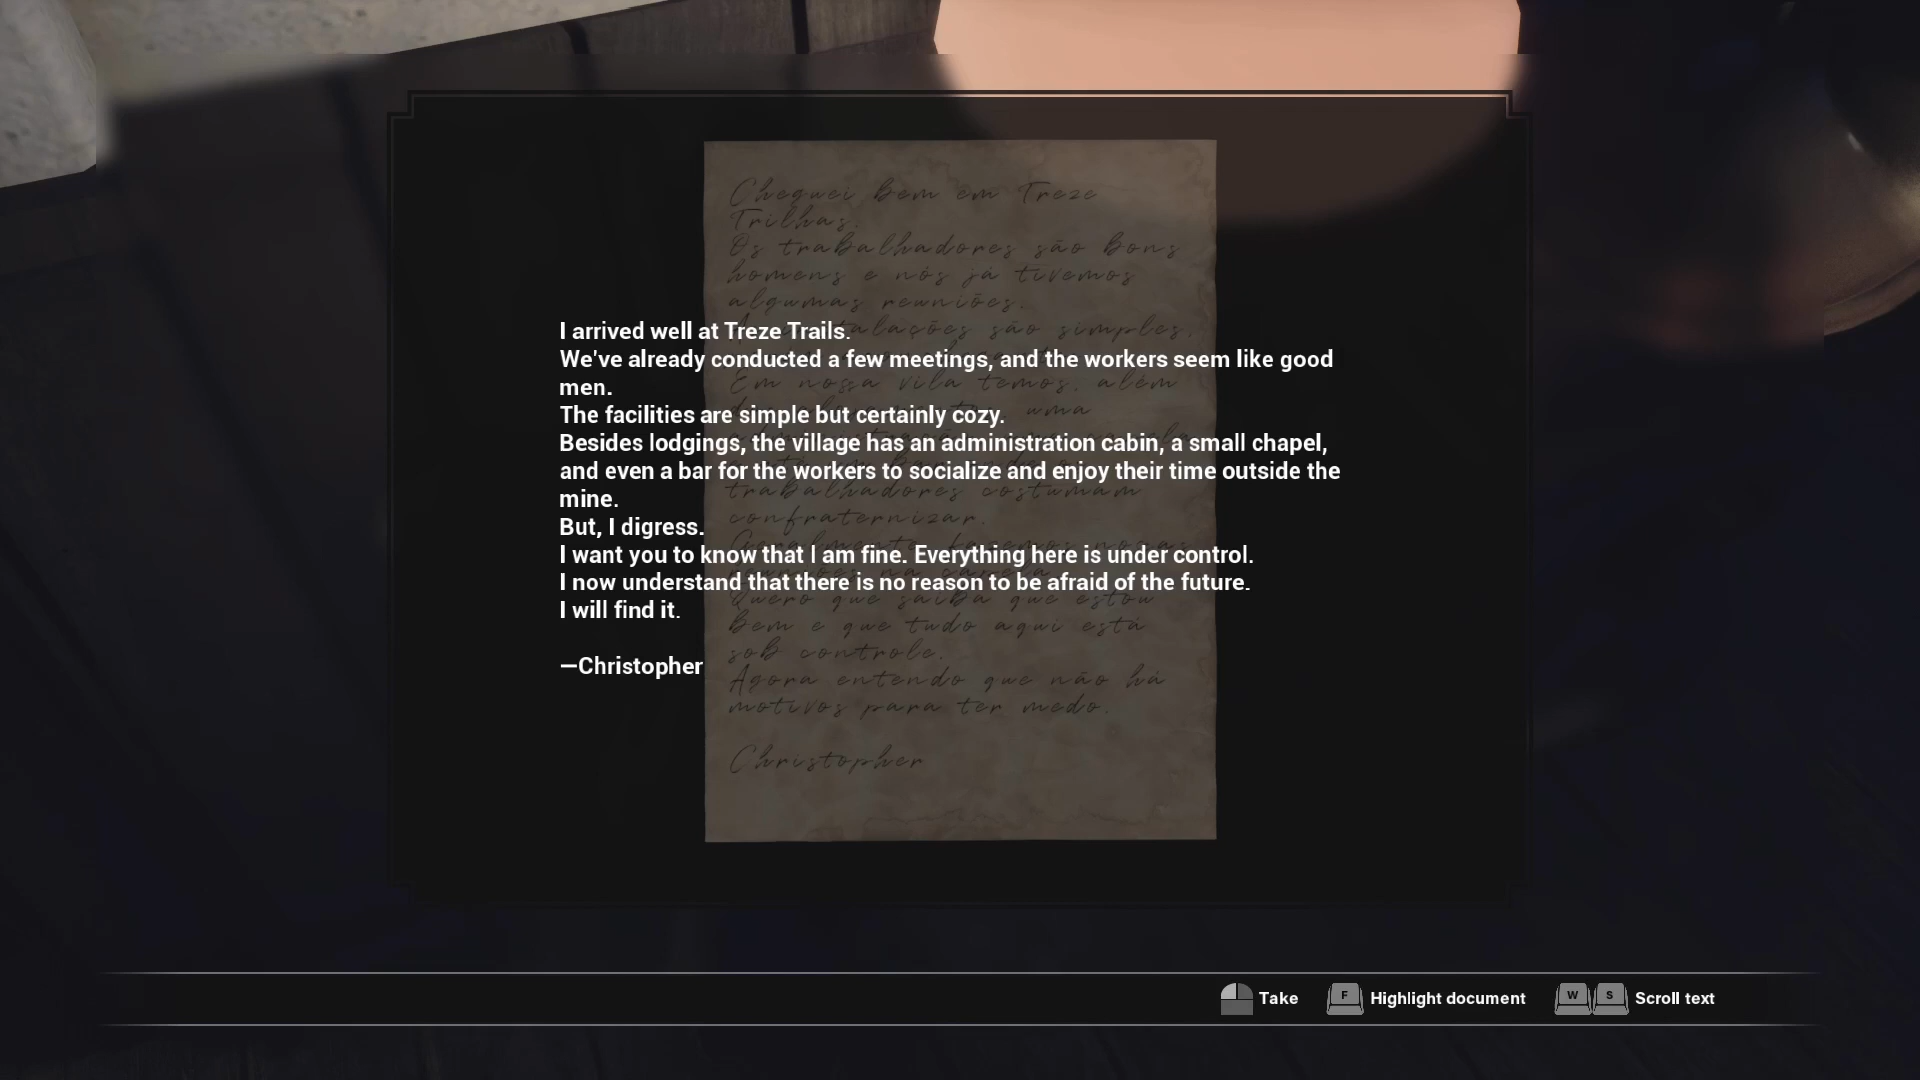 Cheguei bem em Treze
Trilhas.
Os trabalhadores são bons
homens e nós já tivemos
algumas reuniões.
são simples,
I arrived well at Treze Trails.
We've already conducted a few meetings, and the workers seem like good
men.
The facilities are simple but certainly cozy.
Besides lodgings, the village has an administration cabin, a small chapel,
and even a bar for the workers to socialize and enjoy their time outside the
mine.
But, I digress.
I want you to know that I am fine. Everything here is under control.
I now understand that there is no reason to be afraid of the future.
I will find it.
—Christopher
Em nossa vila temos, além
uma
trabalhadores costumam
confraternizar.
Quero que saiba que estou
bem e que tudo aqui está
sob controle.
Agora entendo que não há
motivos para ter medo.
Christopher
Take
F
Highlight document
W
S
Scroll text